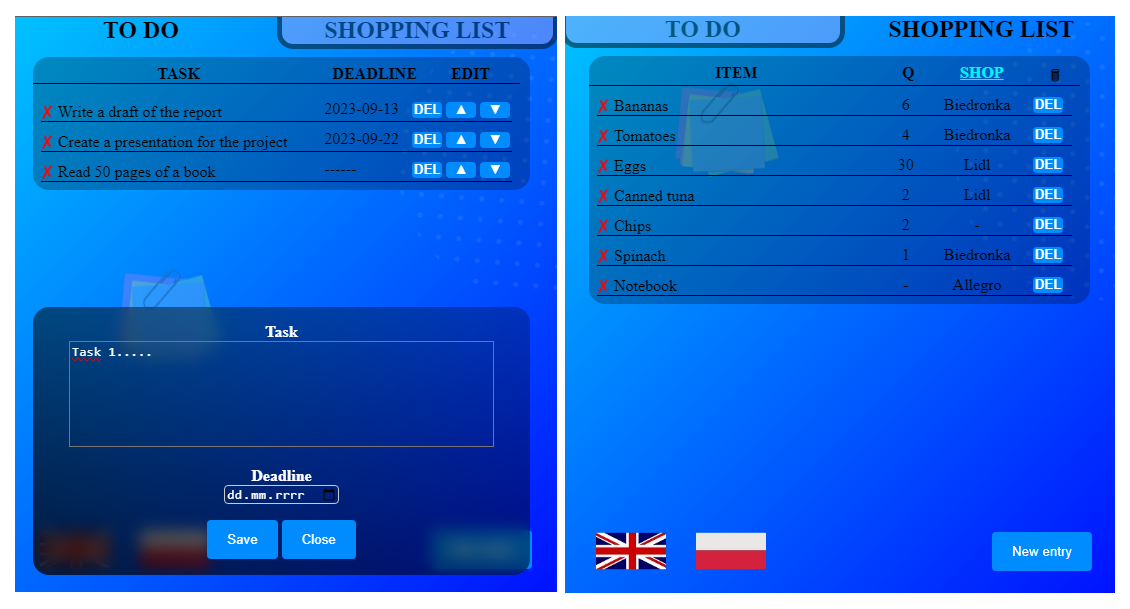 TO DO SHOPPING LIST
TASK DEADLINE EDIT
✗ Write a draft of the report 2023-09-13 DEL ▲ ▼
✗ Create a presentation for the project 2023-09-22 DEL ▲ ▼
✗ Read 50 pages of a book ------ DEL ▲ ▼
Task
Task 1.....
Deadline
dd.mm.rrrr
Save Close
TO DO SHOPPING LIST
ITEM Q SHOP
✗ Bananas 6 Biedronka DEL
✗ Tomatoes 4 Biedronka DEL
✗ Eggs 30 Lidl DEL
✗ Canned tuna 2 Lidl DEL
✗ Chips 2 - DEL
✗ Spinach 1 Biedronka DEL
✗ Notebook - Allegro DEL
New entry